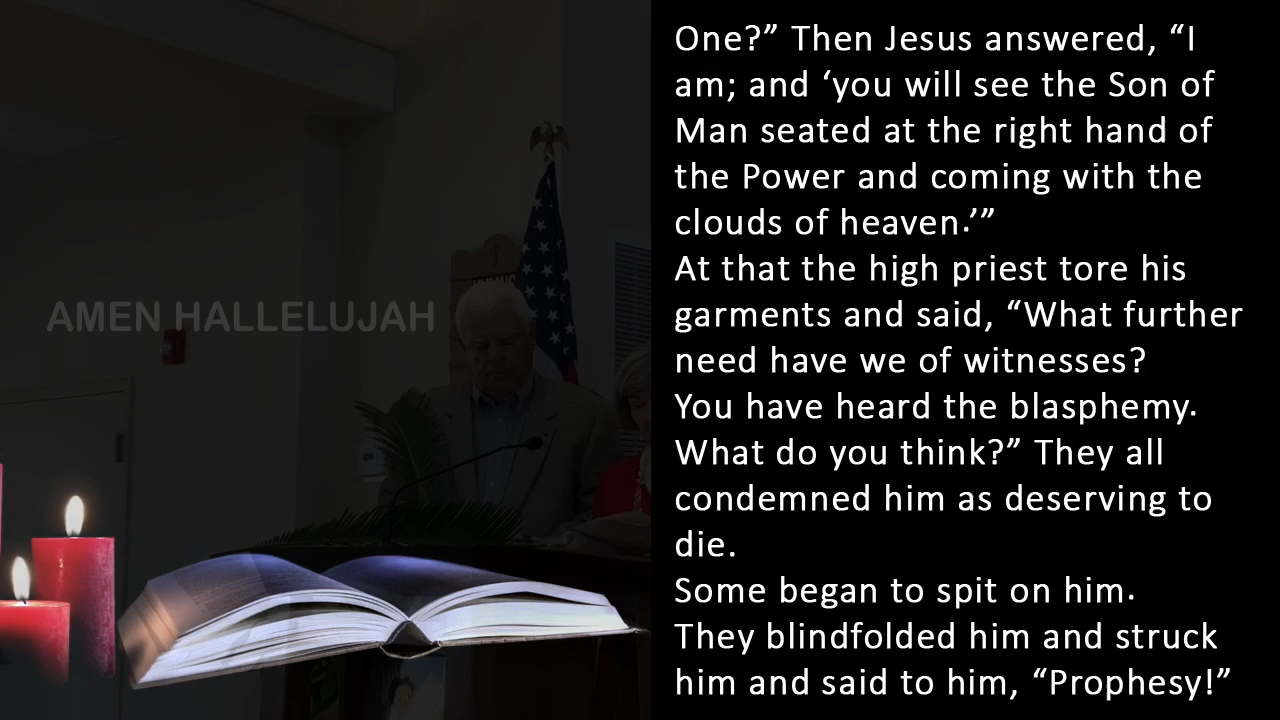 One?” Then Jesus answered, “I
am; and ‘you will see the Son of
Man seated at the right hand of
the Power and coming with the
clouds of heaven.’”
At that the high priest tore his
garments and said, “What further
need have we of witnesses?
You have heard the blasphemy.
What do you think?” They all
condemned him as deserving to
die.
Some began to spit on him.
They blindfolded him and struck
him and said to him, “Prophesy!”
AMEN HALLELUJAH